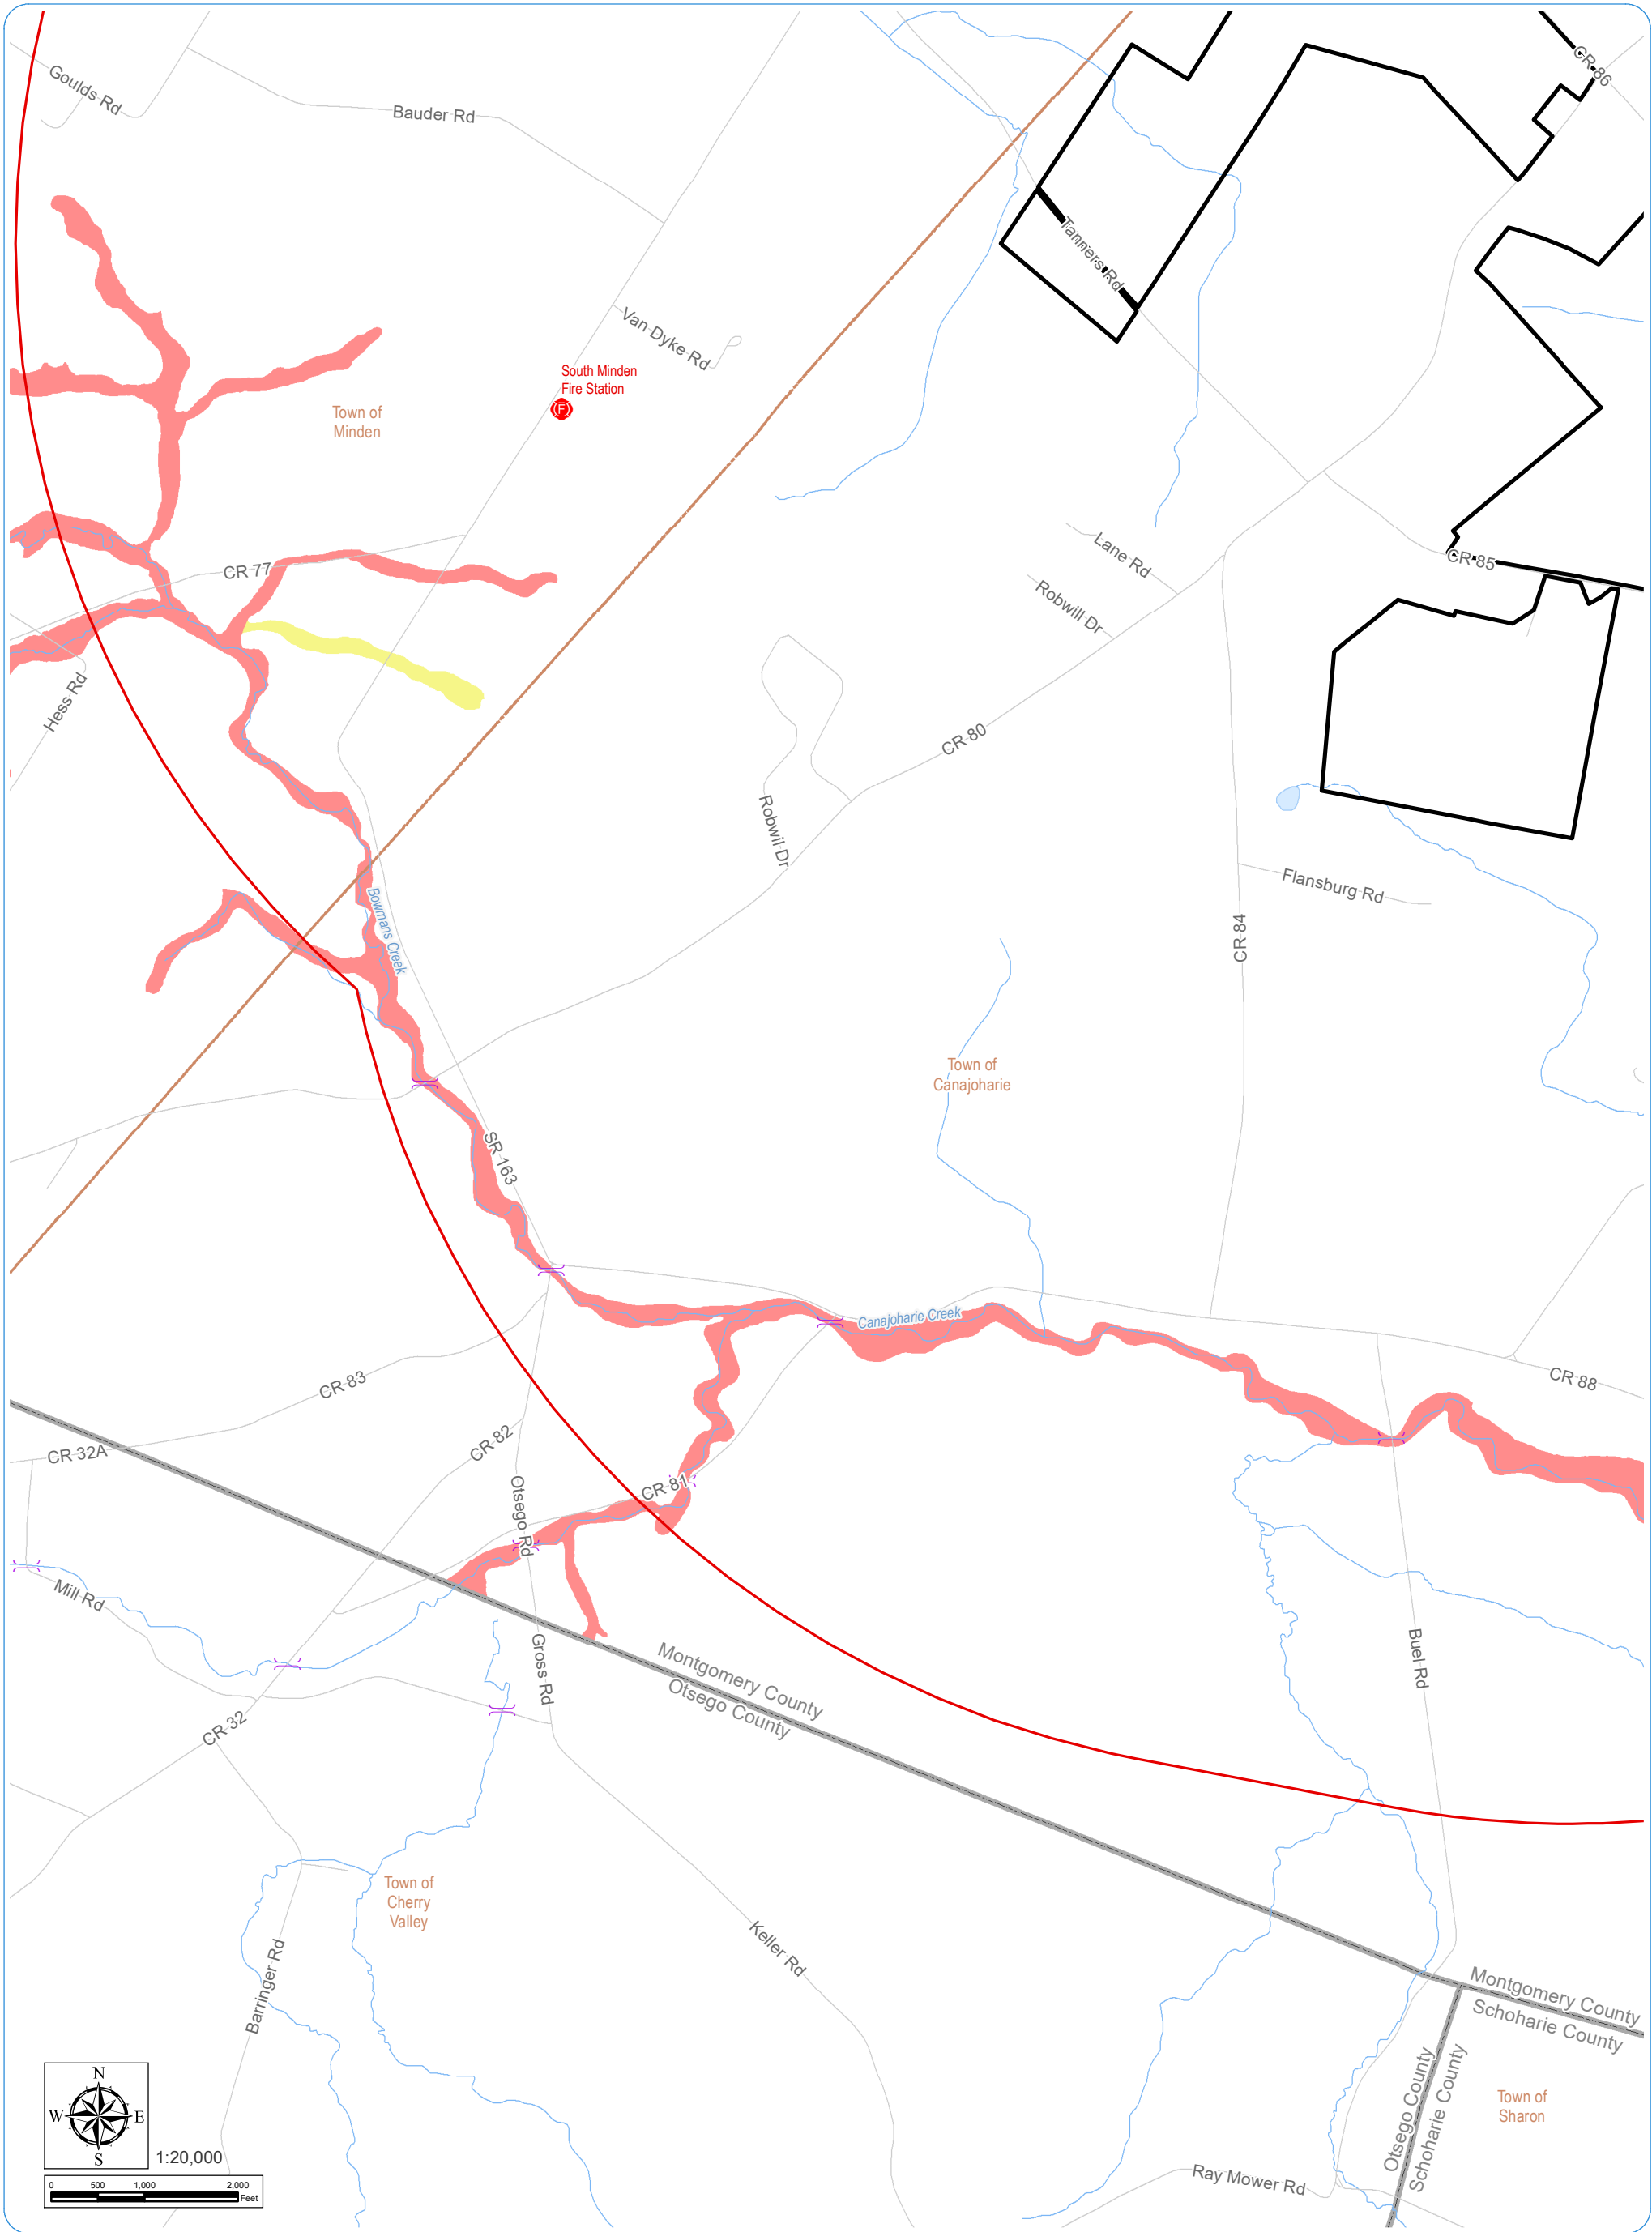 CR 86
Goulds Rd
Bauder Rd
Tanners Rd
Van Dyke Rd
South Minden
Fire Station
F
Town of
Minden
Lane Rd
CR 85
CR 77
Robwill Dr
Hess Rd
CR 80
Robwil Dr
Flansburg Rd
Bowmans Creek
CR 84
Town of
Canajoharie
SR 163
Canajoharie Creek
CR 83
CR 88
CR 82
CR 32A
CR 81
Otsego Rd
Mill Rd
Gross Rd
Montgomery County
Otsego County
Buel Rd
CR 32
Town of
Cherry
Valley
Keller Rd
Barringer Rd
Montgomery County
Schoharie County
Otsego County
Schoharie County
Town of
Sharon
Ray Mower Rd
N
W E
S
1:20,000
0 500 1,000 2,000
Feet